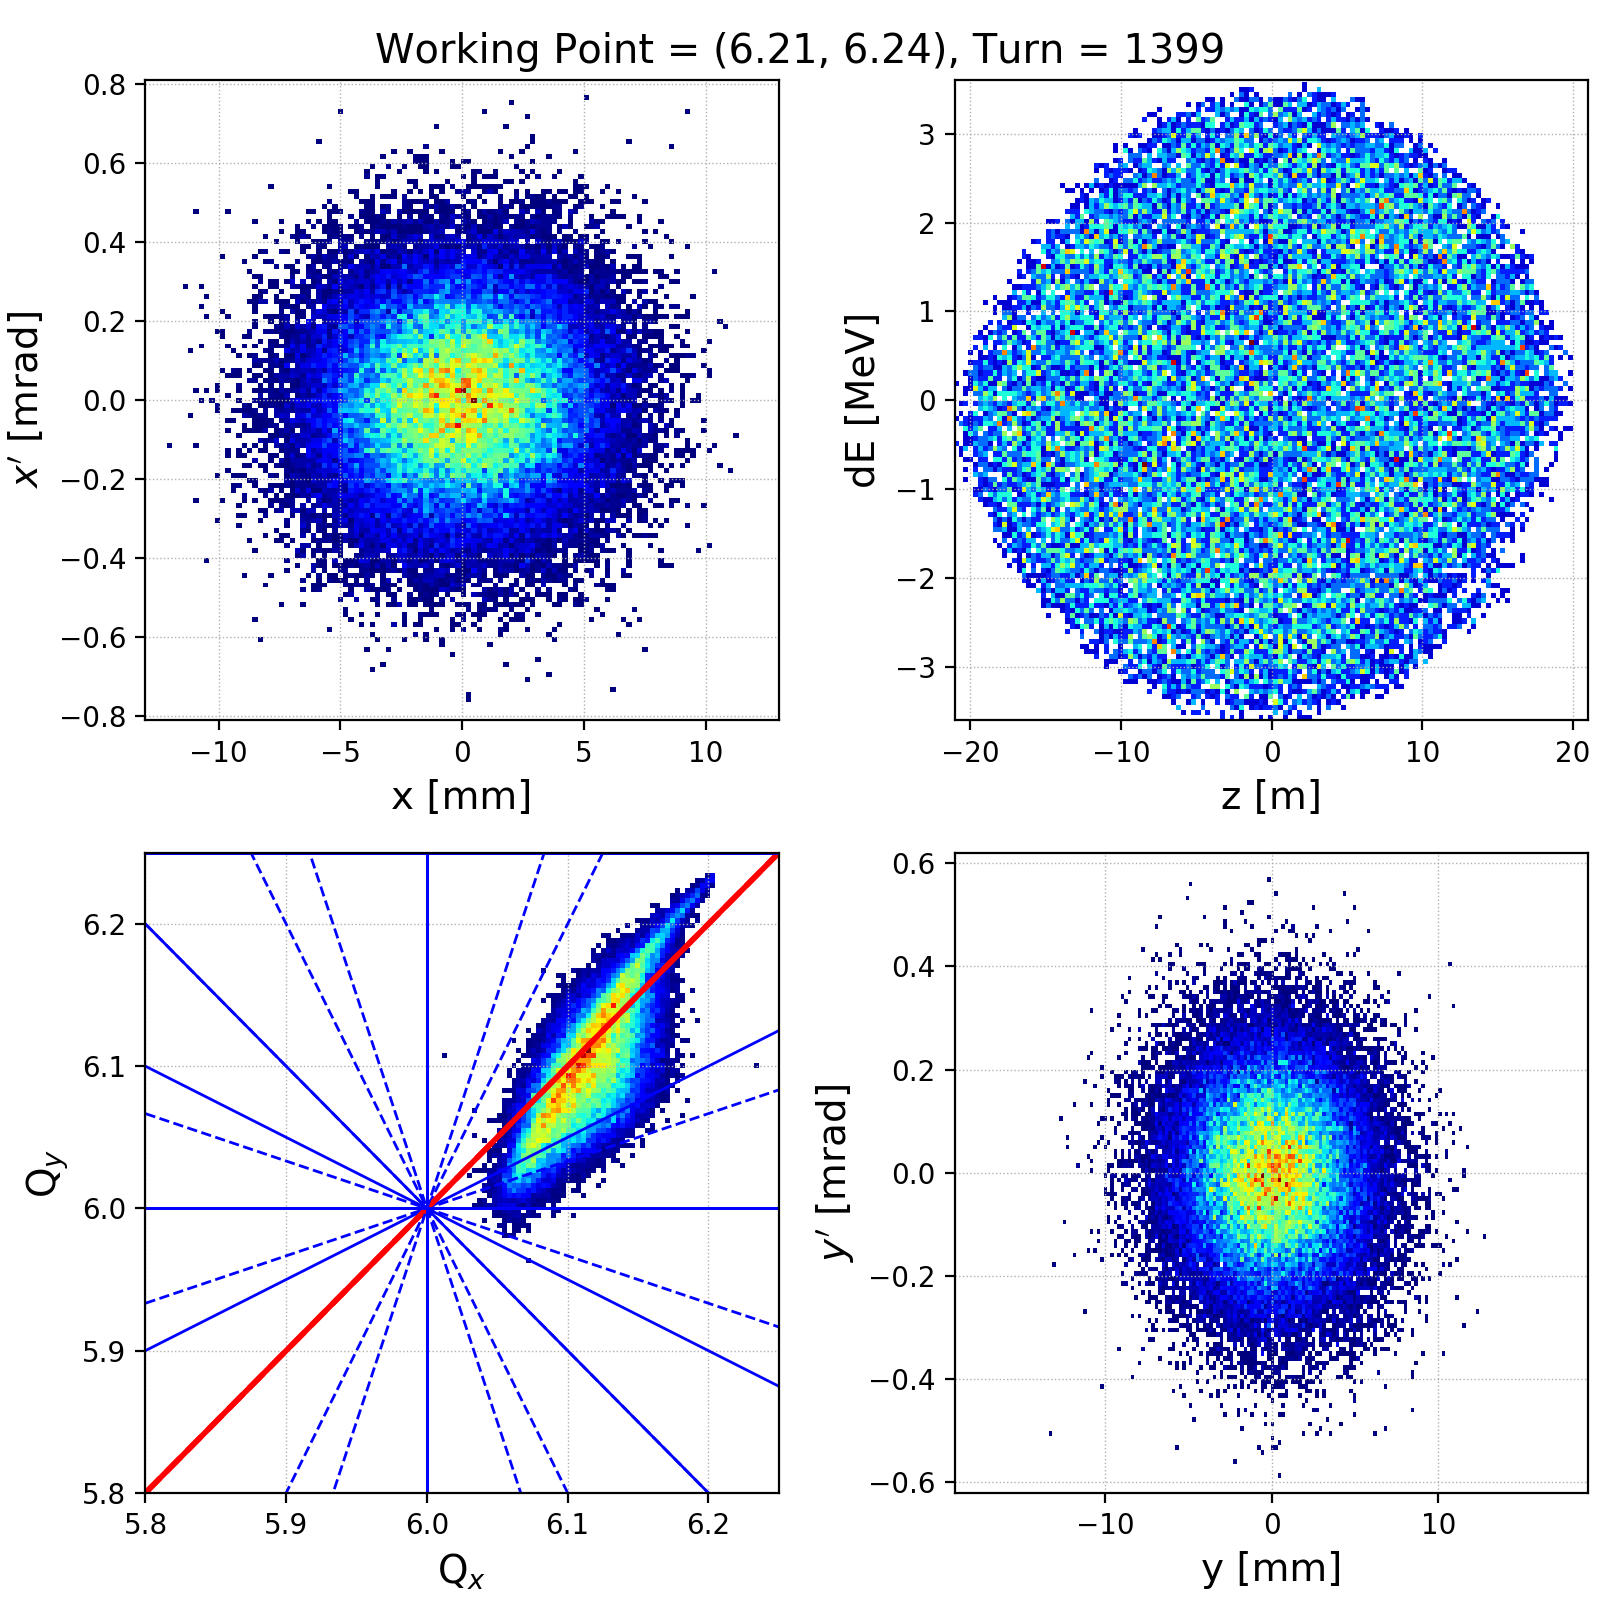 Working Point = (6.21, 6.24), Turn = 1399
0.8
0.6
0.4
0.2
0.0
−0.2
−0.4
−0.6
−0.8
x′ [mrad]
−10 −5 0 5 10
x [mm]
3
2
1
0
−1
−2
−3
dE [MeV]
−20 −10 0 10 20
z [m]
6.2
6.1
6.0
5.9
5.8
Qy
5.8 5.9 6.0 6.1 6.2
Qx
0.6
0.4
0.2
0.0
−0.2
−0.4
−0.6
y′ [mrad]
−10 0 10
y [mm]